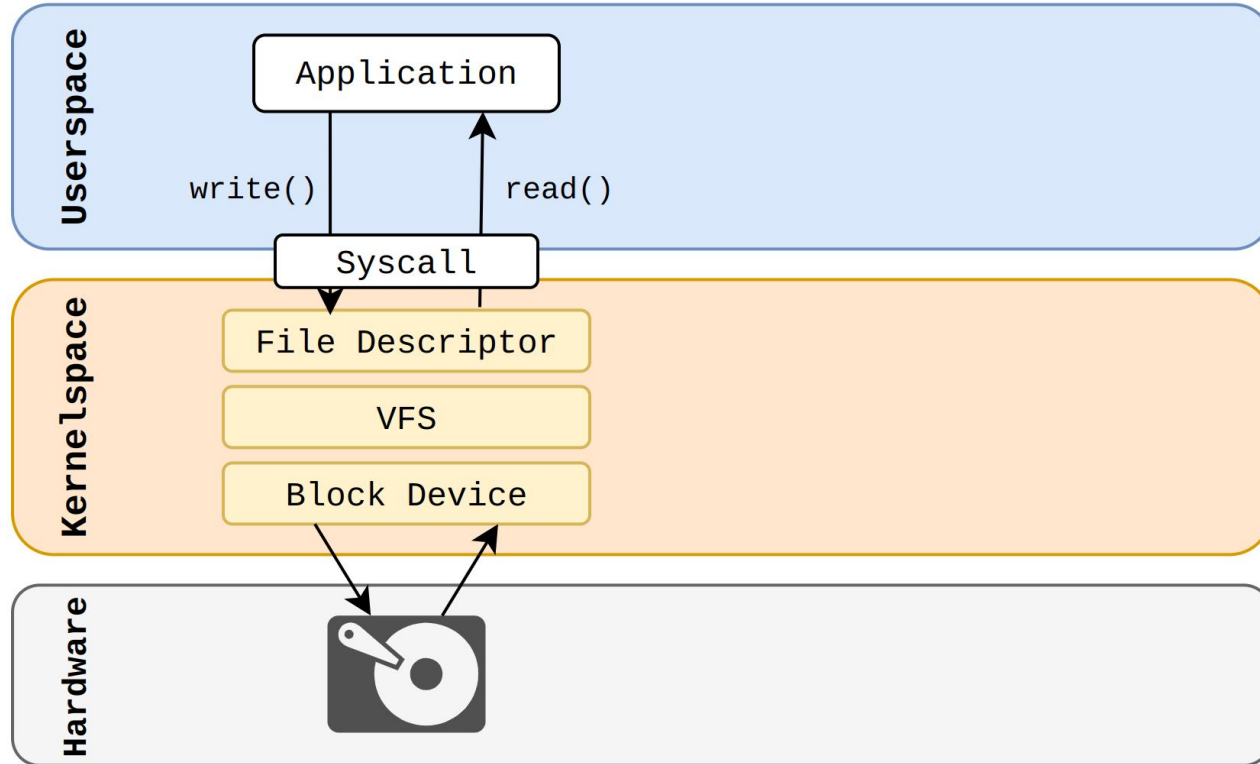 Userspace
Application
write()
read()
Syscall
Kernelspace
File Descriptor
VFS
Block Device
Hardware